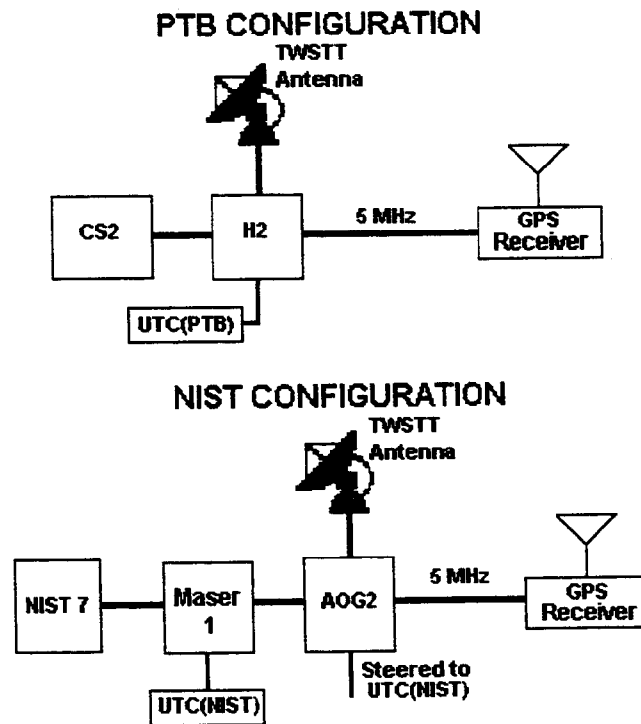 PTB CONFIGURATION
TWSTT
Antenna
CS2
H2
5 MHz
GPS
Receiver
UTC(PTB)
NIST CONFIGURATION
TWSTT
Antenna
NIST 7
Maser
1
AOG2
5 MHz
GPS
Receiver
Steered to
UTC(NIST)
UTC(NIST)